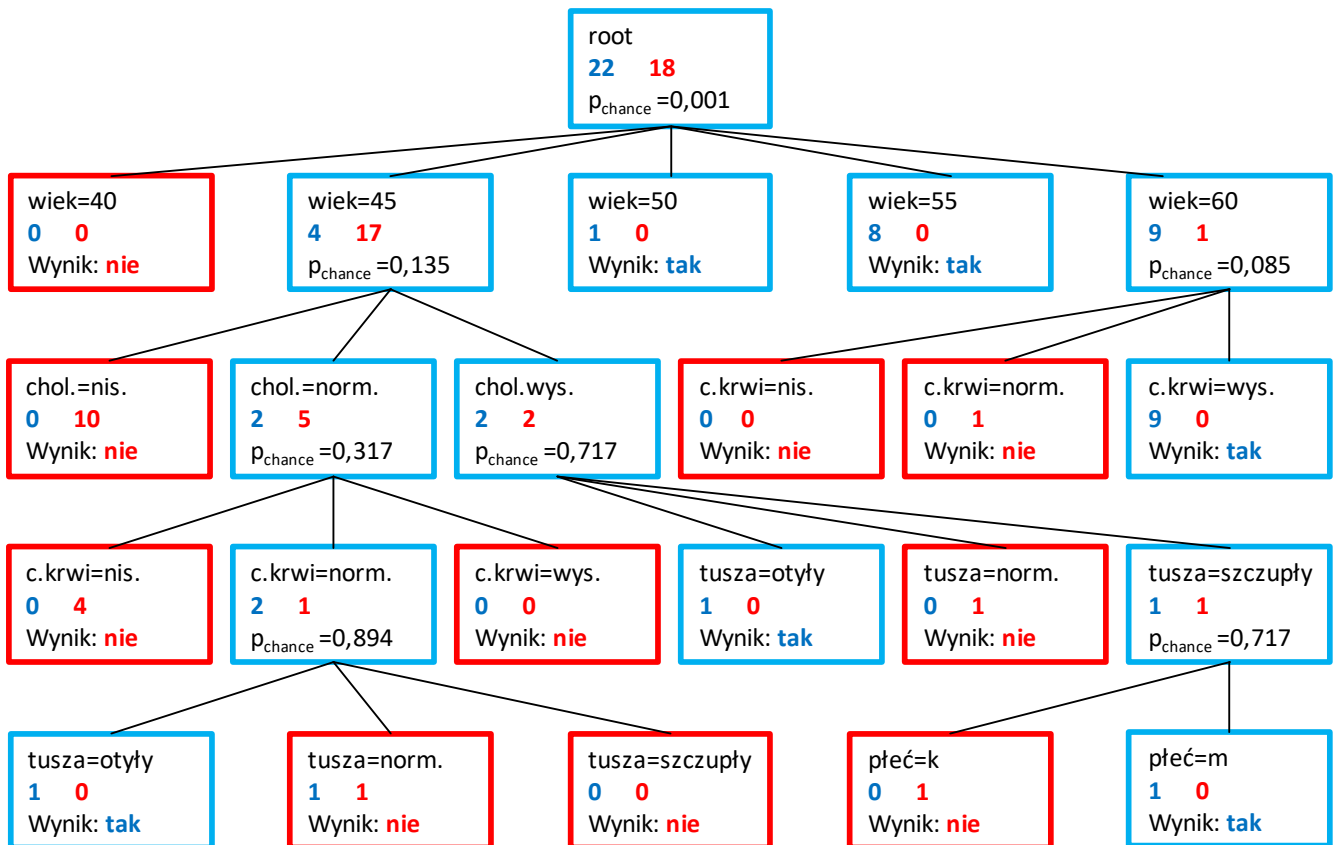 root
22 18
pchance =0,001
wiek=40
0 0
Wynik: nie
wiek=45
4 17
pchance =0,135
wiek=50
1 0
Wynik: tak
wiek=55
8 0
Wynik: tak
wiek=60
9 1
pchance =0,085
chol.=nis.
0 10
Wynik: nie
chol.=norm.
2 5
pchance =0,317
chol.wys.
2 2
pchance =0,717
c.krwi=nis.
0 0
Wynik: nie
c.krwi=norm.
0 1
Wynik: nie
c.krwi=wys.
9 0
Wynik: tak
c.krwi=nis.
0 4
Wynik: nie
c.krwi=norm.
2 1
pchance =0,894
c.krwi=wys.
0 0
Wynik: nie
tusza=otyły
1 0
Wynik: tak
tusza=norm.
0 1
Wynik: nie
tusza=szczupły
1 1
pchance =0,717
tusza=otyły
1 0
Wynik: tak
tusza=norm.
1 1
Wynik: nie
tusza=szczupły
0 0
Wynik: nie
płeć=k
0 1
Wynik: nie
płeć=m
1 0
Wynik: tak